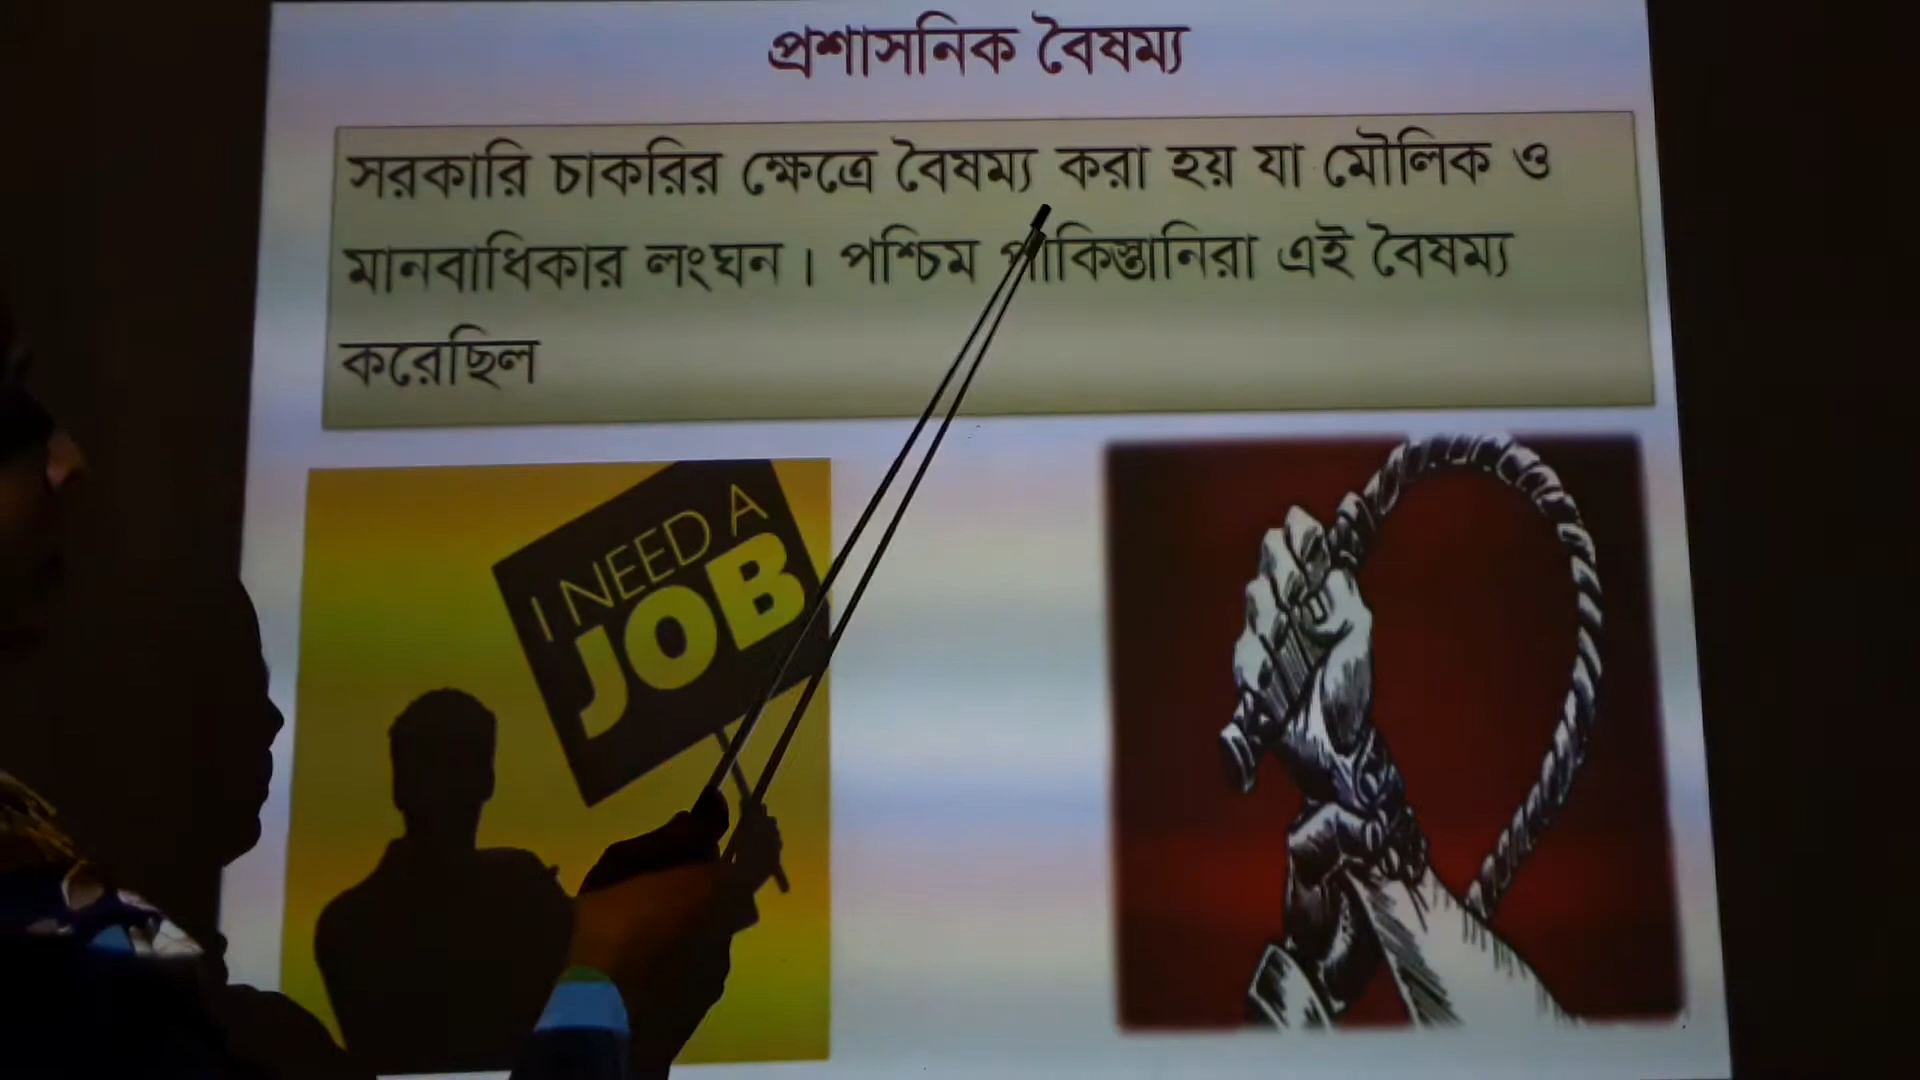 প্রশাসনিক বৈষম্য
সরকারি চাকরির ক্ষেত্রে বৈষম্য করা হয় যা মৌলিক ও
মানবাধিকার লংঘন । পশ্চিম পাকিস্তানিরা এই বৈষম্য
করেছিল
I NEED A
JOB